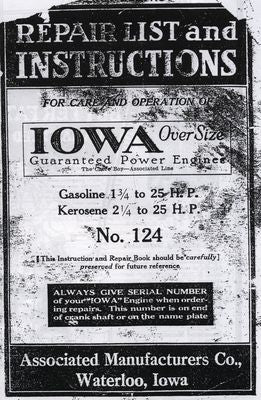 REPAIR LIST and
INSTRUCTIONS
FOR CARE AND OPERATION OF
IOWA Over Size
Guaranteed Power Engines
The Chore Boy—Associated Line
Gasoline 1¾ to 25 H. P.
Kerosene 2¼ to 25 H. P.
No. 124
[This Instruction and Repair Book should be carefully]
preserved for future reference
ALWAYS GIVE SERIAL NUMBER
of your "IOWA" Engine when order-
ing repairs. This number is on end
of crank shaft or on the name plate
Associated Manufacturers Co.,
Waterloo, Iowa